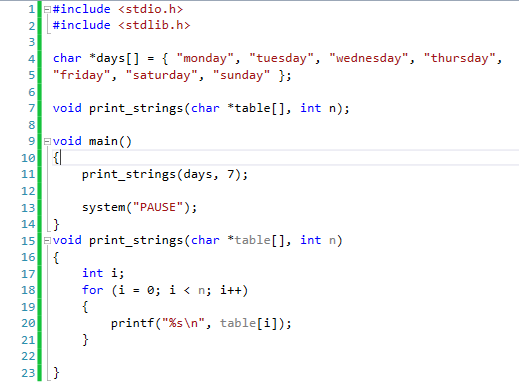 1 #include <stdio.h>
2 #include <stdlib.h>
3
4 char *days[] = { "monday", "tuesday", "wednesday", "thursday",
5 "friday", "saturday", "sunday" };
6
7 void print_strings(char *table[], int n);
8
9 void main()
10 {
11     print_strings(days, 7);
12
13     system("PAUSE");
14 }
15 void print_strings(char *table[], int n)
16 {
17     int i;
18     for (i = 0; i < n; i++)
19     {
20         printf("%s\n", table[i]);
21     }
22
23 }